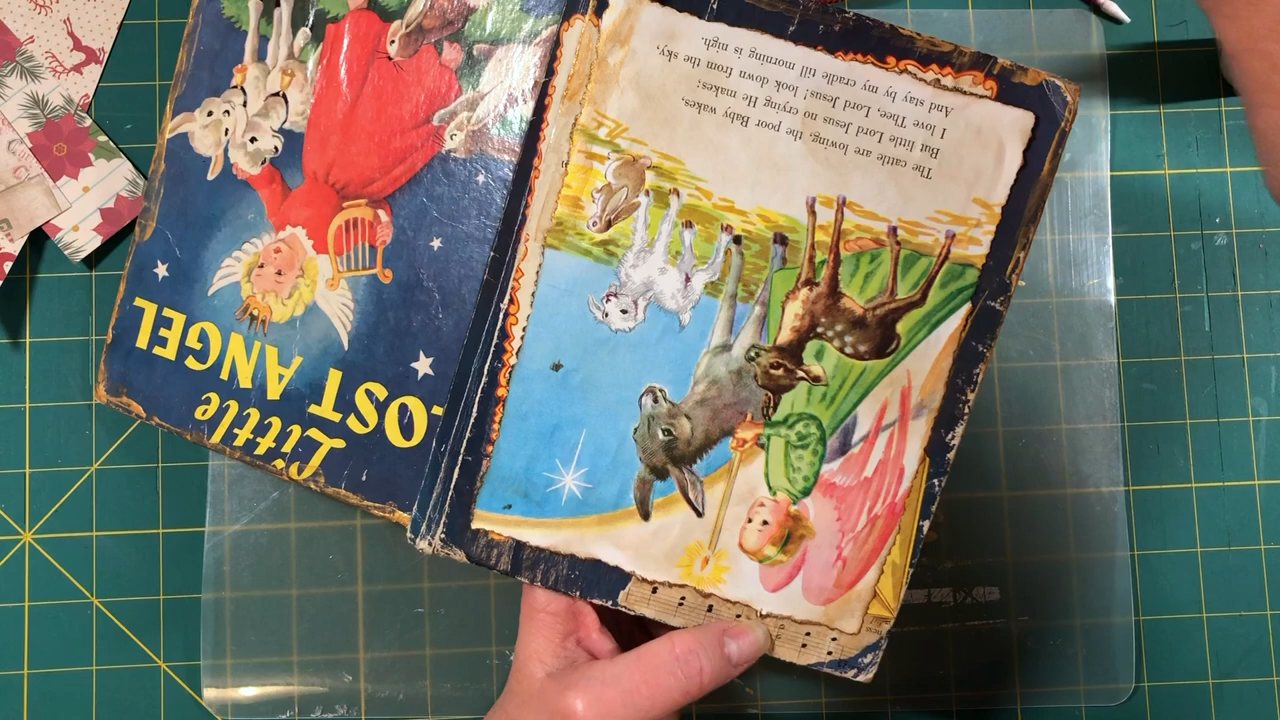 Little
LOST ANGEL
The cattle are lowing, the poor Baby wakes,
But little Lord Jesus no crying He makes;
I love Thee, Lord Jesus! look down from the sky,
And stay by my cradle till morning is nigh.